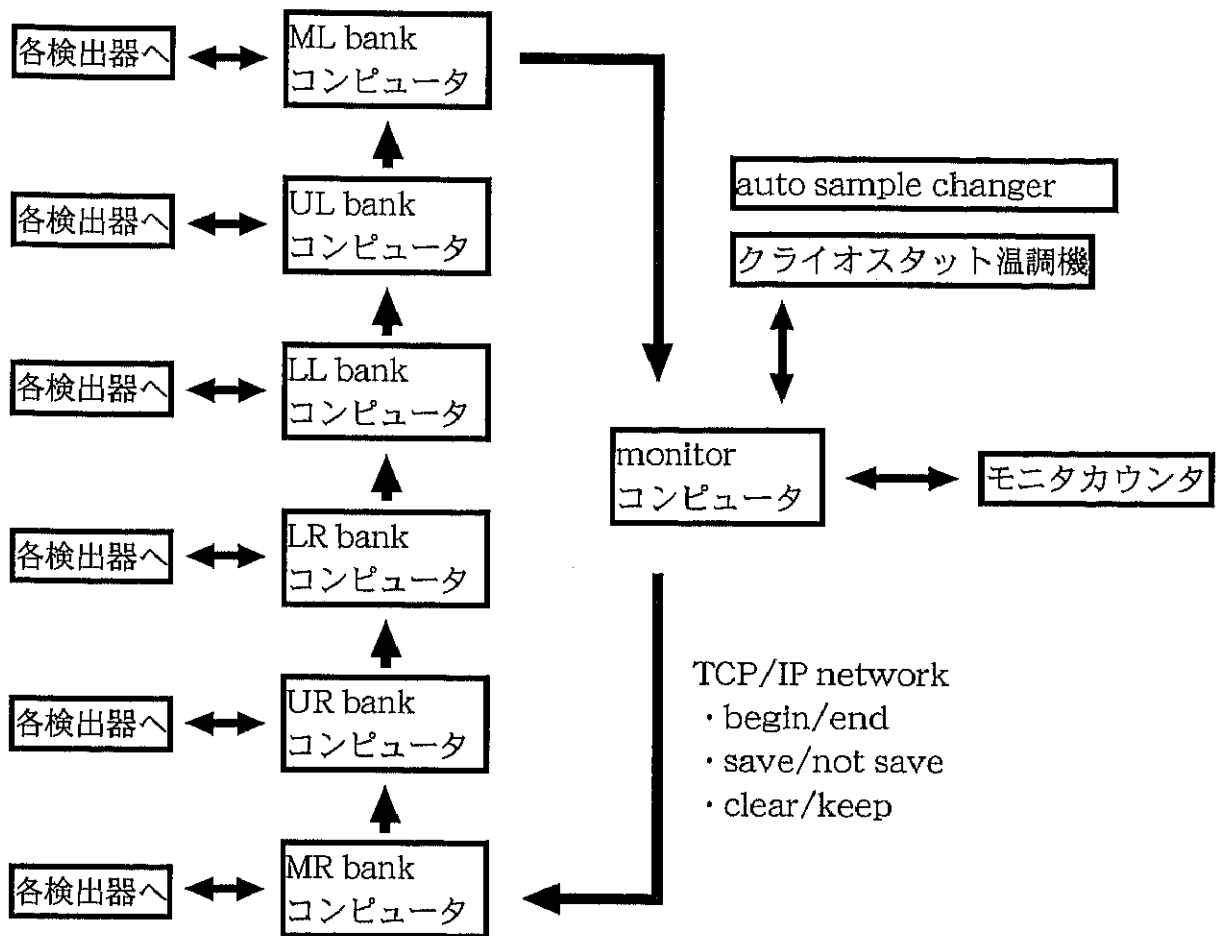 各検出器へ
ML bank
コンピュータ
各検出器へ
UL bank
コンピュータ
各検出器へ
LL bank
コンピュータ
各検出器へ
LR bank
コンピュータ
各検出器へ
UR bank
コンピュータ
各検出器へ
MR bank
コンピュータ
auto sample changer
クライオスタット温調機
monitor
コンピュータ
モニタカウンタ
TCP/IP network
・begin/end
・save/not save
・clear/keep